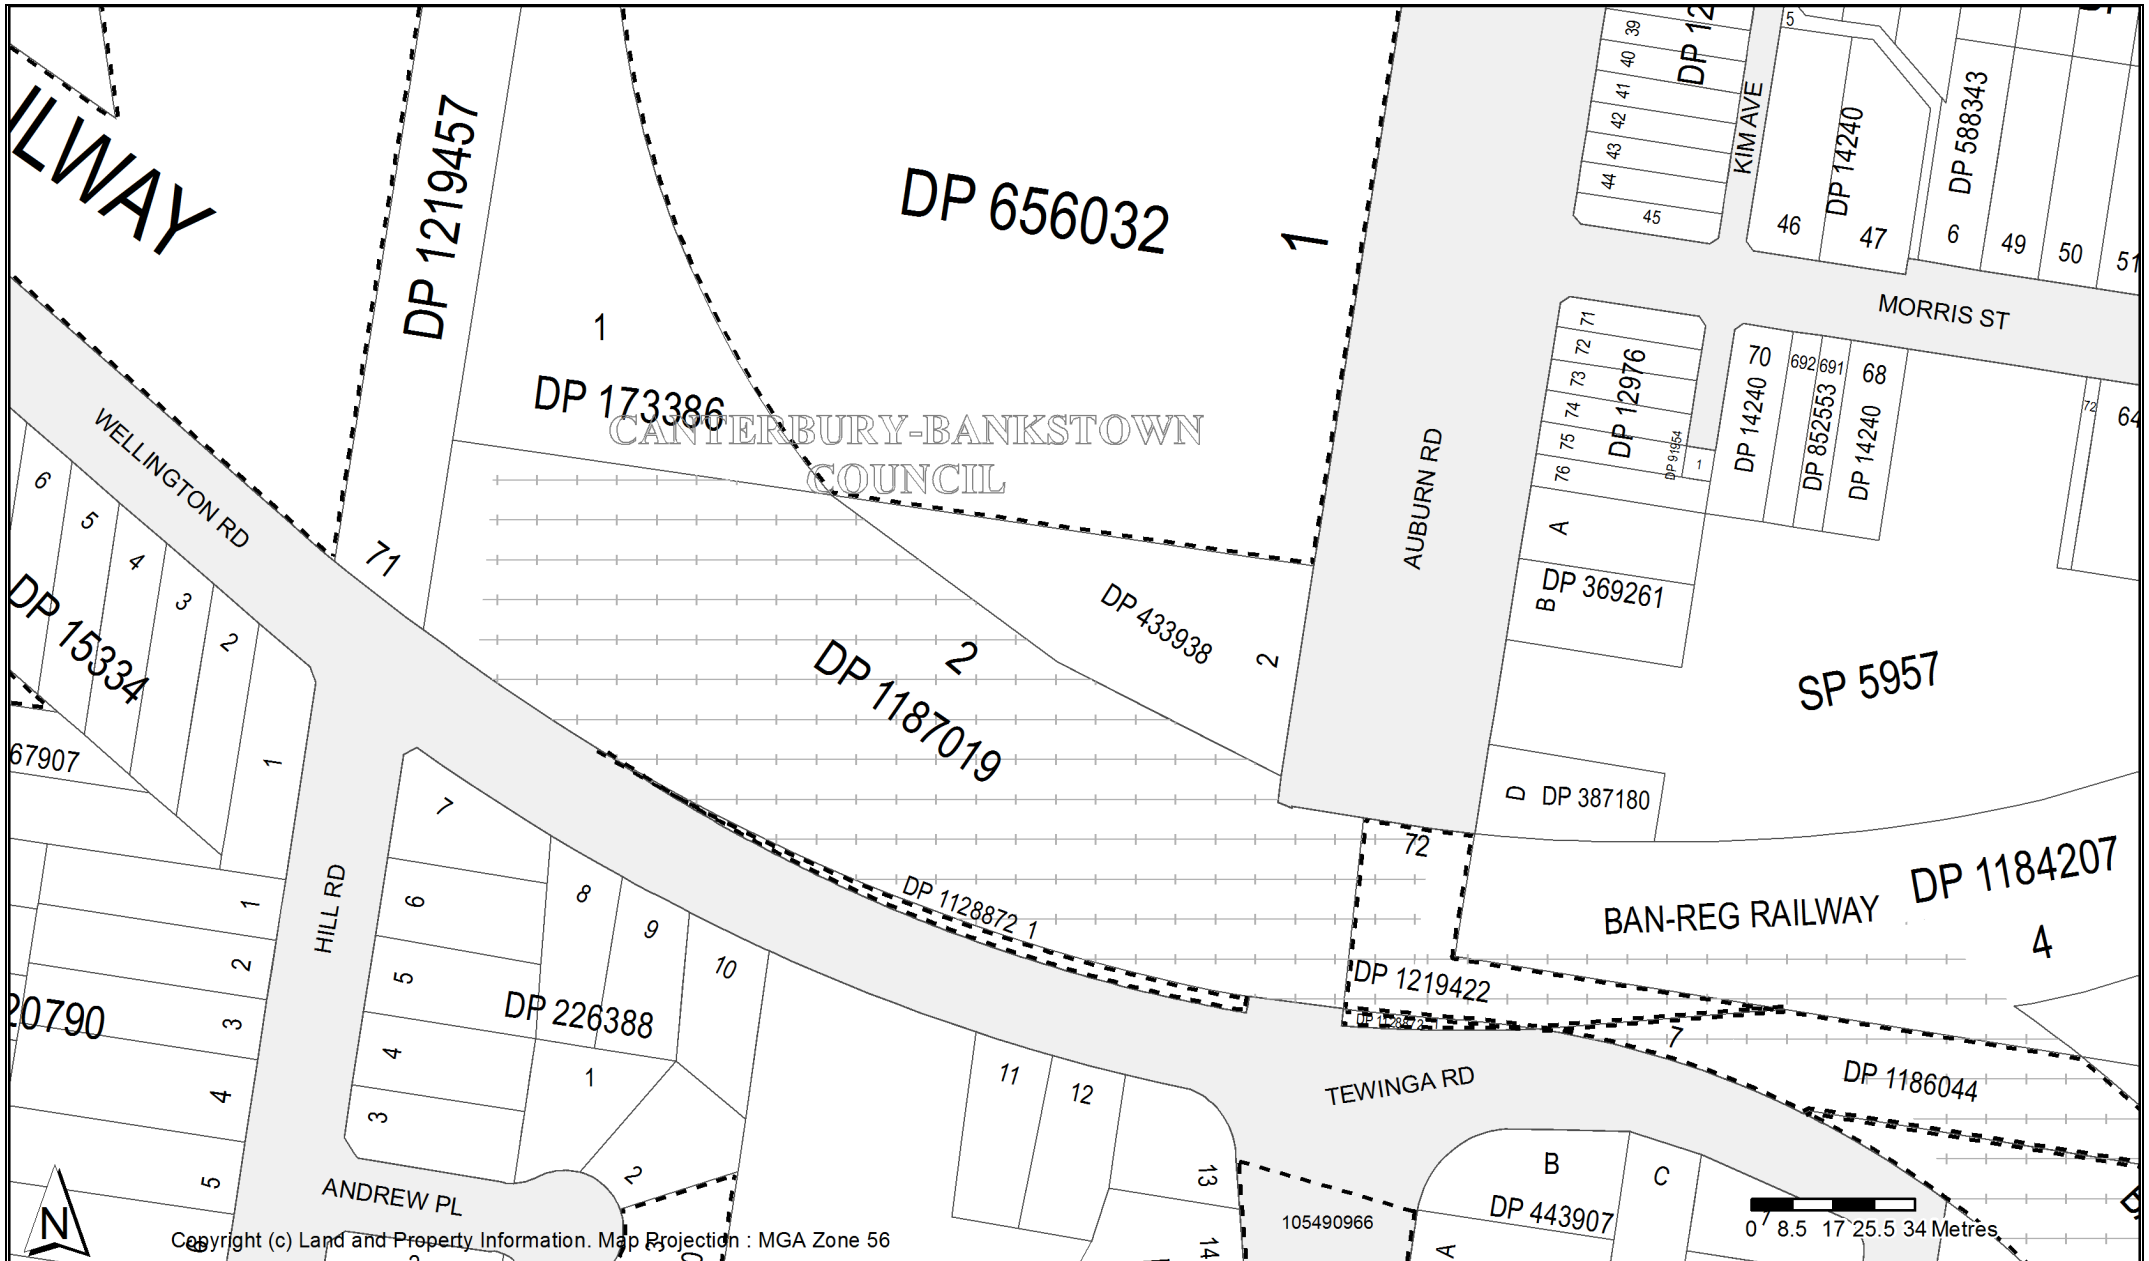 39
DP 12
5
40
41
42
43
44
45
KIM AVE
DP 14240
46
47
DP 588343
6
49
50
51
ILWAY
DP 1219457
DP 656032
1
MORRIS ST
1
DP 173386
CANTERBURY-BANKSTOWN
COUNCIL
71
72
73
74
75
76
DP 12976
DP 91954
1
70
DP 14240
692
691
DP 852553
68
DP 14240
72
64
WELLINGTON RD
AUBURN RD
6
5
4
3
2
1
DP 15334
71
A
DP 369261
B
DP 433938
2
2
DP 1187019
SP 5957
67907
D
DP 387180
7
72
DP 1184207
4
BAN-REG RAILWAY
HILL RD
DP 1128872
1
8
9
10
6
5
4
3
1
2
3
4
5
6
20790
DP 226388
1
2
DP 1219422
DP 1128872
7
DP 1186044
TEWINGA RD
11
12
13
14
B
C
DP 443907
A
105490966
ANDREW PL
3
N
Copyright (c) Land and Property Information. Map Projection : MGA Zone 56
0 8.5 17 25.5 34 Metres